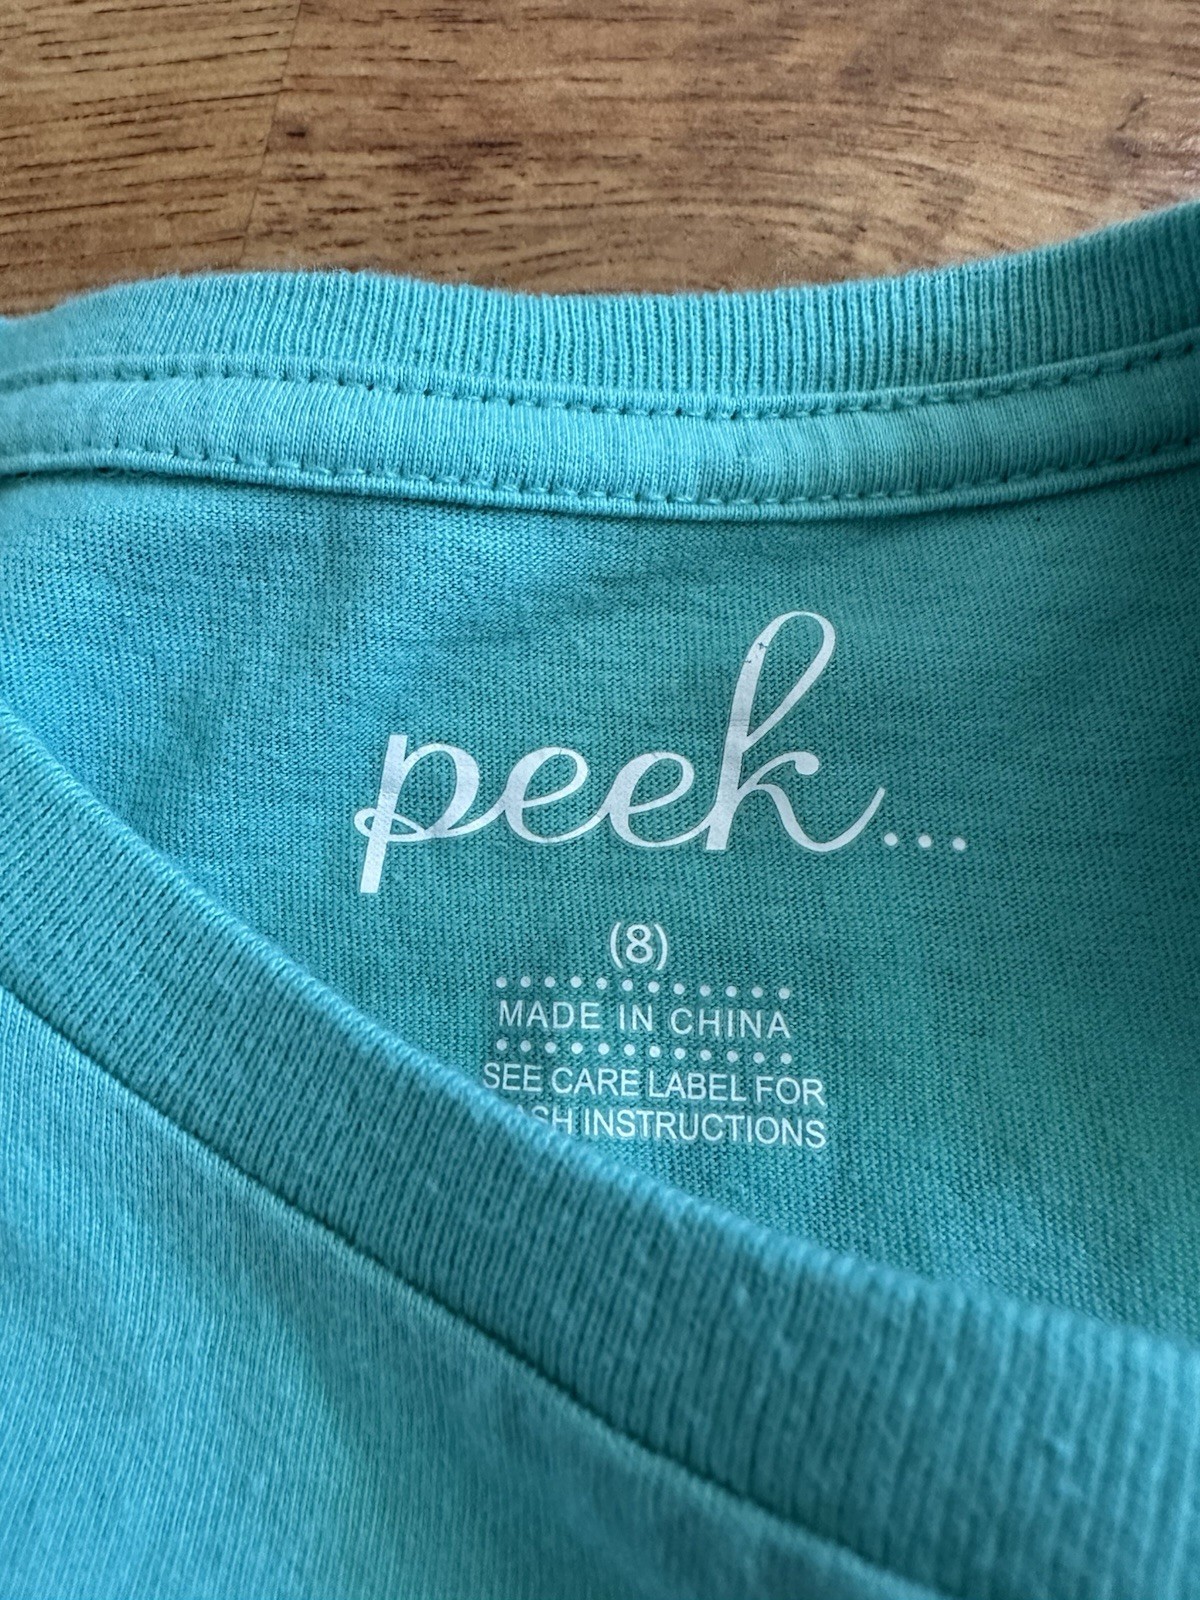 peek...
(8)
MADE IN CHINA
SEE CARE LABEL FOR
INSTRUCTIONS